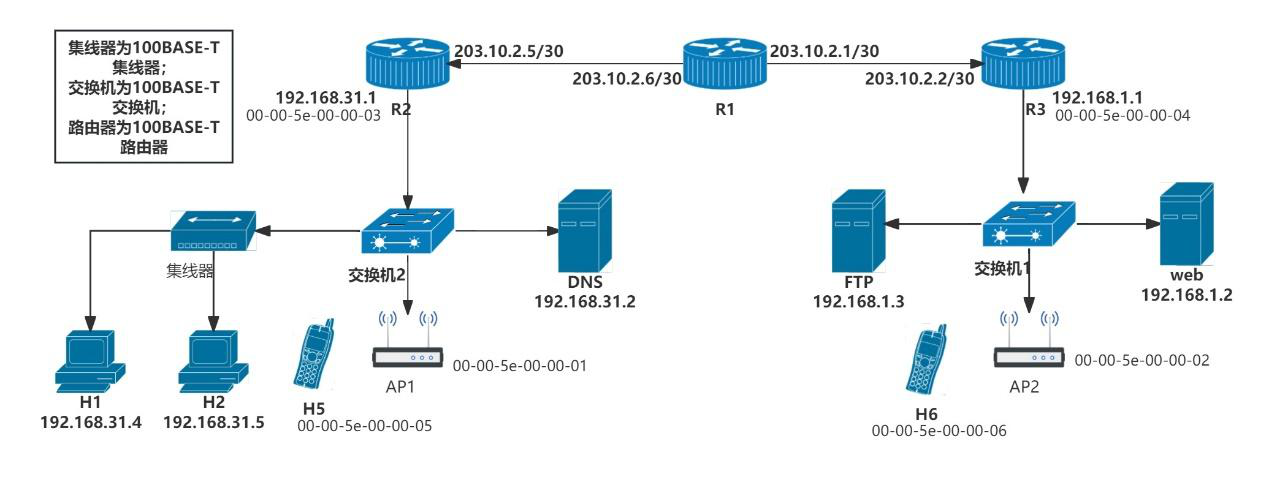 集线器为100BASE-T
集线器；
交换机为100BASE-T
交换机；
路由器为100BASE-T
路由器
203.10.2.5/30
203.10.2.6/30
203.10.2.1/30
203.10.2.2/30
R1
192.168.31.1
R2
00-00-5e-00-00-03
192.168.1.1
R3
00-00-5e-00-00-04
集线器
交换机2
DNS
192.168.31.2
交换机1
FTP
192.168.1.3
web
192.168.1.2
00-00-5e-00-00-01
AP1
00-00-5e-00-00-02
AP2
H1
192.168.31.4
H2
192.168.31.5
H5
00-00-5e-00-00-05
H6
00-00-5e-00-00-06